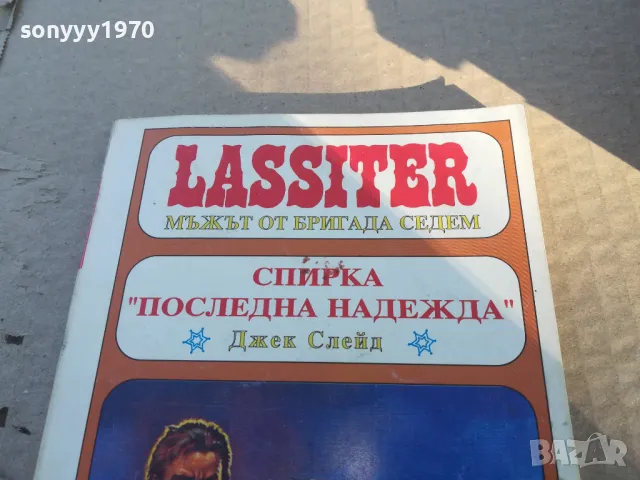 sonyyy1970
LASSITER
МЪЖЪТ ОТ БРИГАДА СЕДЕМ
СПИРКА
"ПОСЛЕДНА НАДЕЖДА"
Джек Слейд
BAZAR